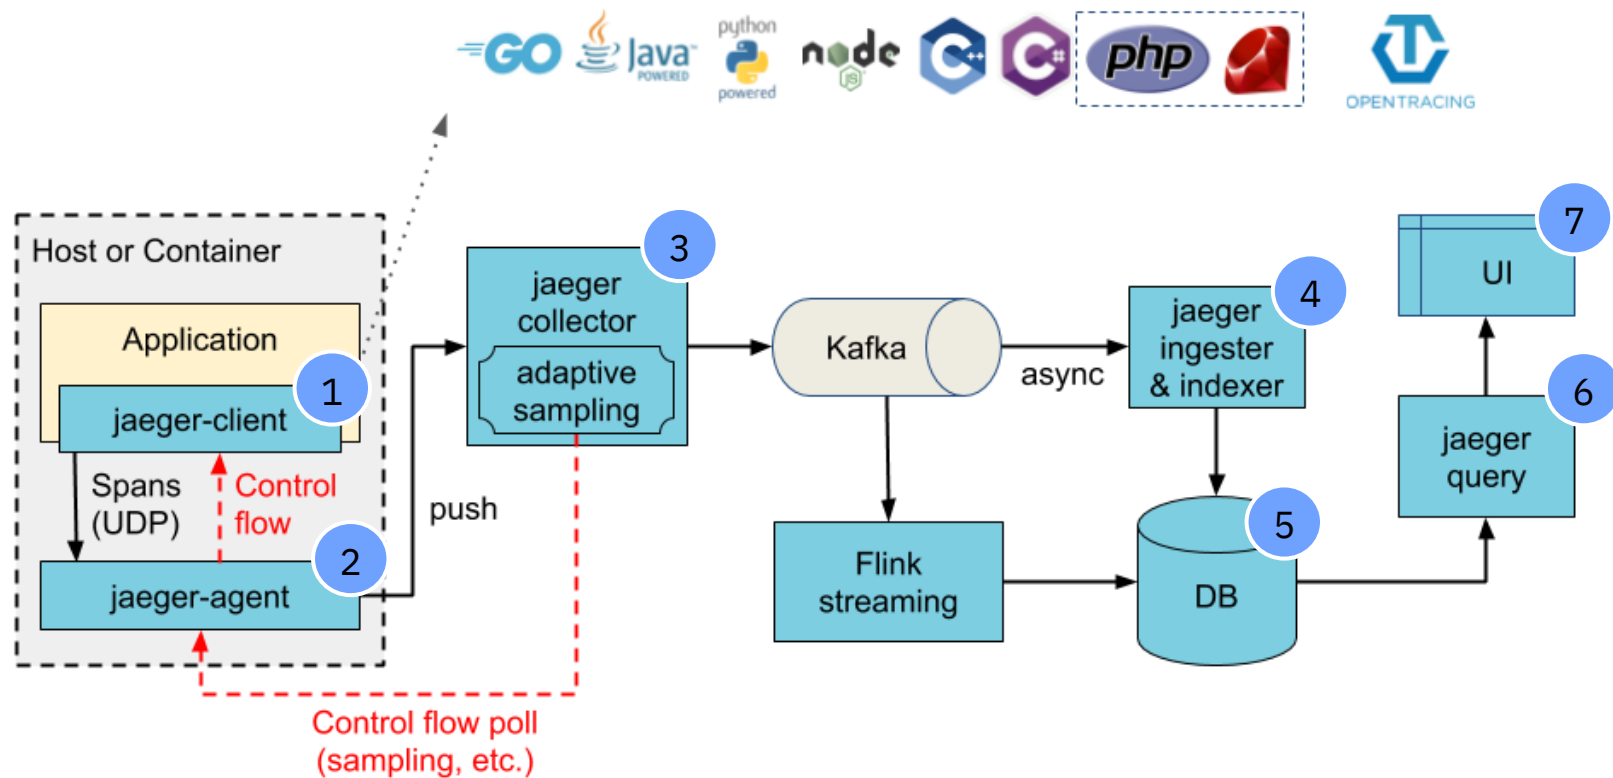 GO
Java
POWERED
python
powered
node
JS
C++
C#
php
OPENTRACING
Host or Container
Application
1
jaeger-client
Spans
(UDP)
Control
flow
2
jaeger-agent
push
Control flow poll
(sampling, etc.)
3
jaeger
collector
adaptive
sampling
Kafka
async
4
jaeger
ingester
& indexer
Flink
streaming
5
DB
6
jaeger
query
7
UI